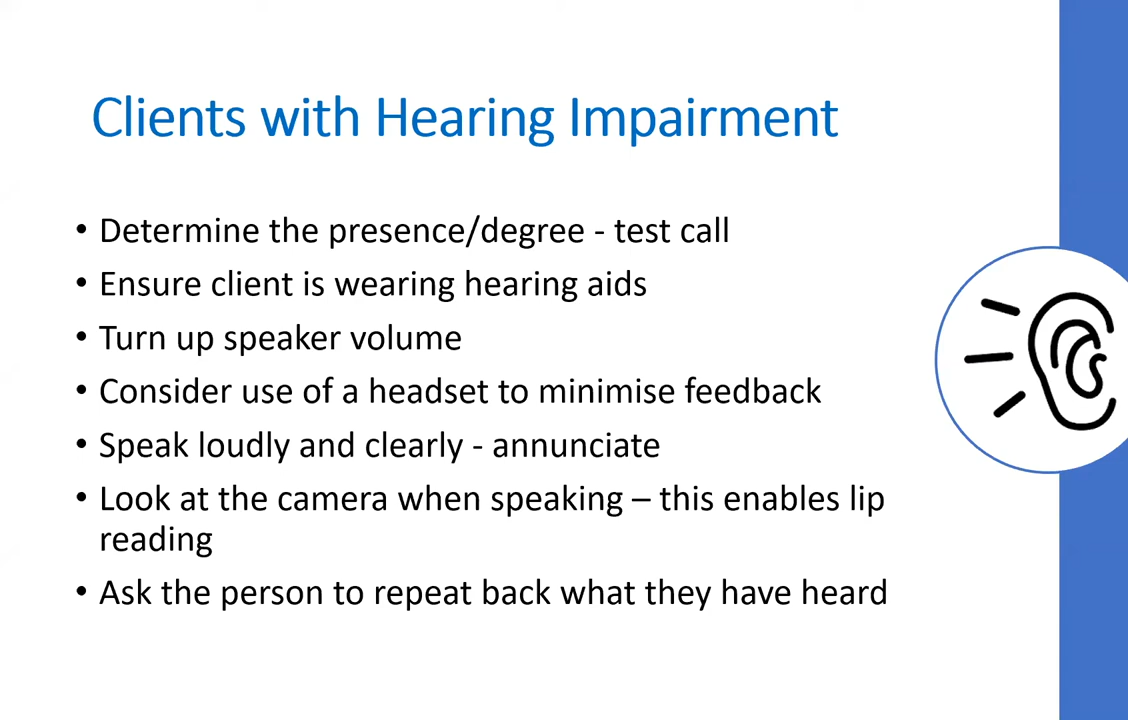 Clients with Hearing Impairment
• Determine the presence/degree - test call
• Ensure client is wearing hearing aids
• Turn up speaker volume
• Consider use of a headset to minimise feedback
• Speak loudly and clearly - annunciate
• Look at the camera when speaking – this enables lip
reading
• Ask the person to repeat back what they have heard